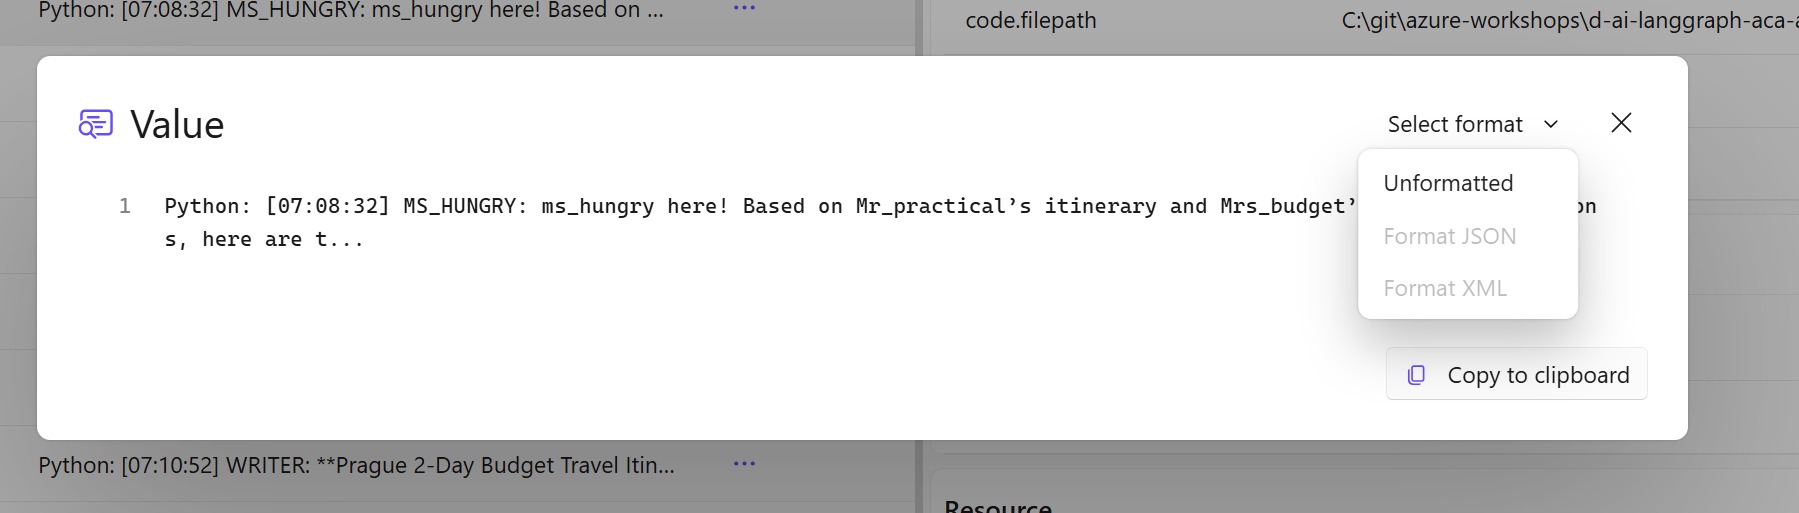 Python: [07:08:32] MS_HUNGRY: ms_hungry here! Based on ...
code.filepath
C:\git\azure-workshops\d-ai-langgraph-aca-a
Value
Select format
Unformatted
Format JSON
Format XML
1 Python: [07:08:32] MS_HUNGRY: ms_hungry here! Based on Mr_practical’s itinerary and Mrs_budget’ on
s, here are t...
Copy to clipboard
Python: [07:10:52] WRITER: **Prague 2-Day Budget Travel Itin...
Resource